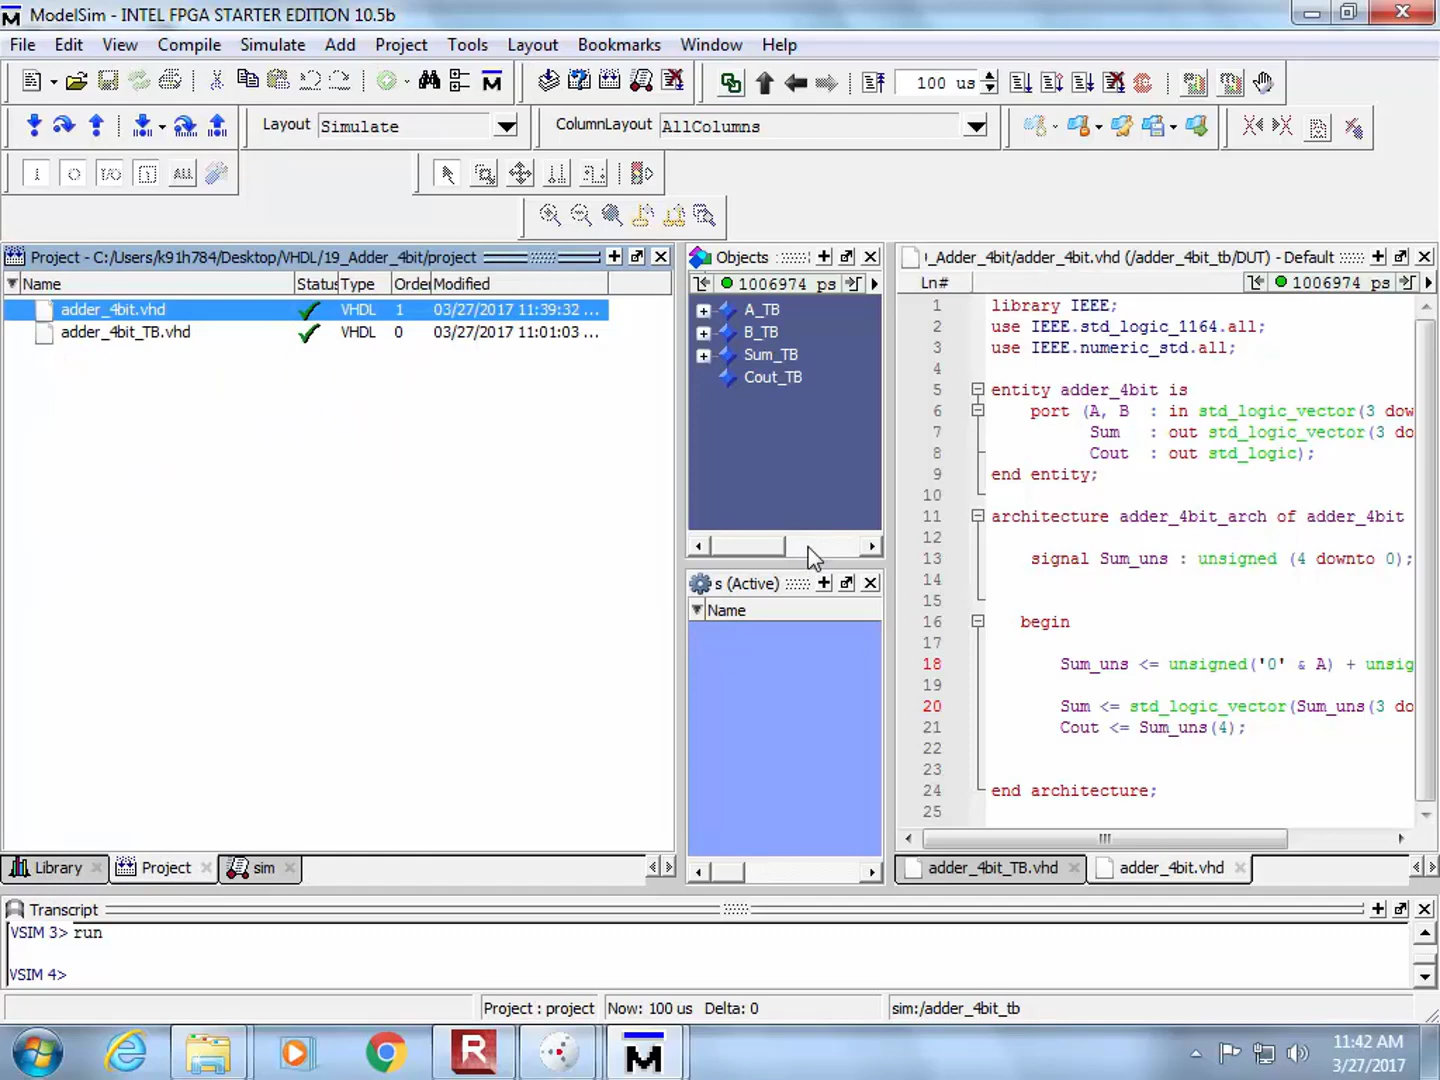 ModelSim - INTEL FPGA STARTER EDITION 10.5b
File Edit View Compile Simulate Add Project Tools Layout Bookmarks Window Help
100 us
Layout Simulate ColumnLayout AllColumns
ALL
Project - C:/Users/k91h784/Desktop/VHDL/19_Adder_4bit/project
Name Status Type Order Modified
adder_4bit.vhd VHDL 1 03/27/2017 11:39:32 ...
adder_4bit_TB.vhd VHDL 0 03/27/2017 11:01:03 ...
Library Project sim
Objects
1006974 ps
A_TB
B_TB
Sum_TB
Cout_TB
s (Active)
Name
_Adder_4bit/adder_4bit.vhd (/adder_4bit_tb/DUT) - Default
Ln# 1006974 ps
1 library IEEE;
2 use IEEE.std_logic_1164.all;
3 use IEEE.numeric_std.all;
4
5 entity adder_4bit is
6 port (A, B : in std_logic_vector(3 dow
7 Sum : out std_logic_vector(3 do
8 Cout : out std_logic);
9 end entity;
10
11 architecture adder_4bit_arch of adder_4bit
12
13 signal Sum_uns : unsigned (4 downto 0);
14
15
16 begin
17
18 Sum_uns <= unsigned('0' & A) + unsig
19
20 Sum <= std_logic_vector(Sum_uns(3 do
21 Cout <= Sum_uns(4);
22
23
24 end architecture;
25
adder_4bit_TB.vhd adder_4bit.vhd
Transcript
VSIM 3> run
VSIM 4>
Project : project Now: 100 us Delta: 0 sim:/adder_4bit_tb
11:42 AM
3/27/2017